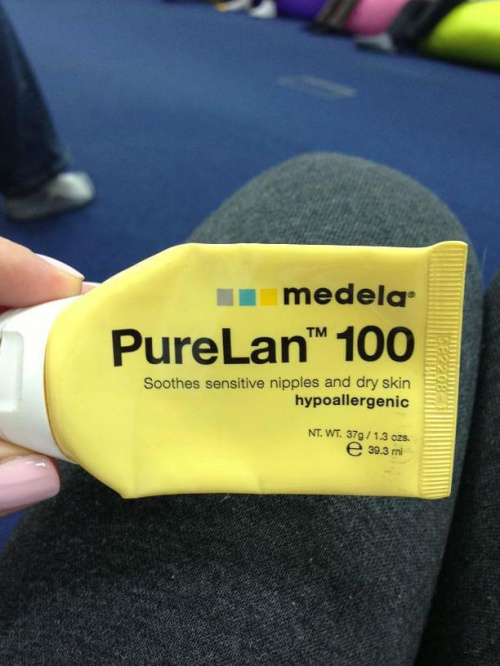 medela®
PureLan™ 100
Soothes sensitive nipples and dry skin
hypoallergenic
NT. WT. 37g / 1.3 ozs.
℮ 39.3 ml